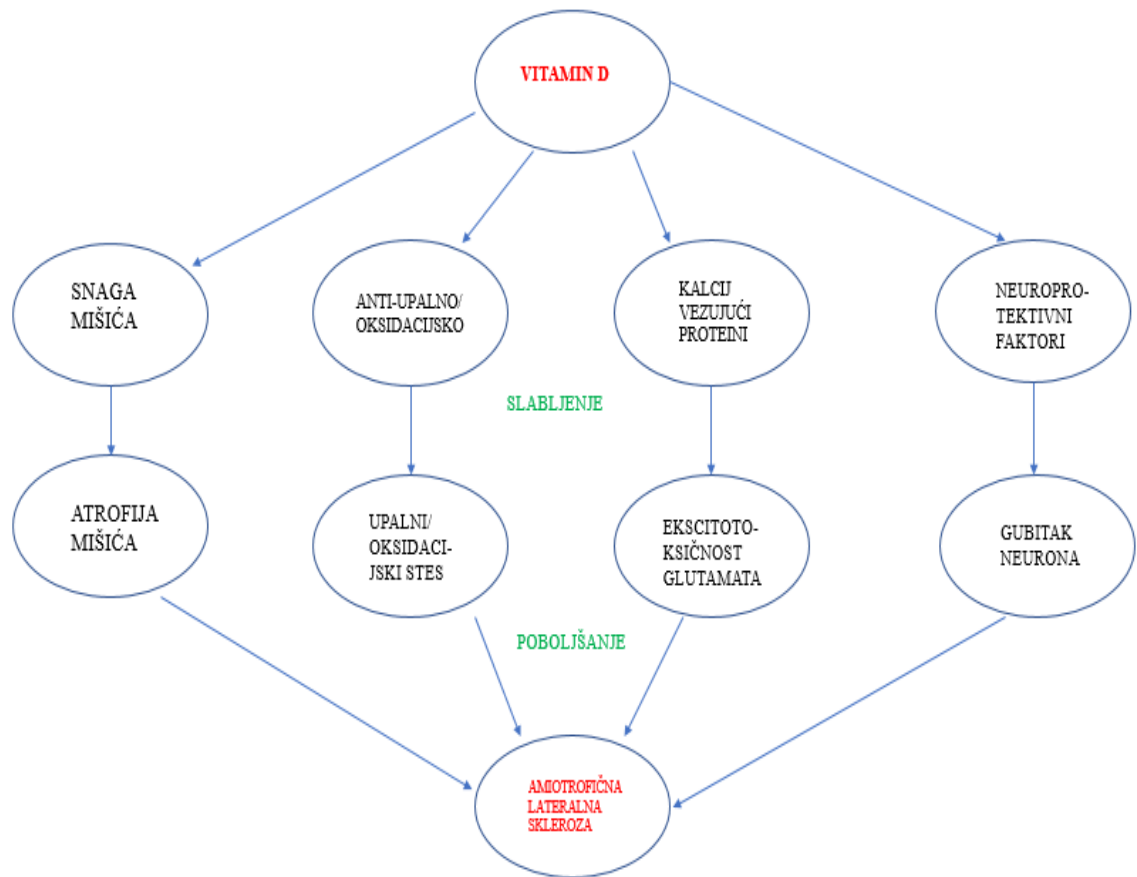 VITAMIN D
SNAGA
MIŠIĆA
ANTI-UPALNO/
OKSIDACIJSKO
KALCIJ
VEZUJUĆI
PROTEINI
NEUROPRO-
TEKTIVNI
FAKTORI
SLABLJENJE
ATROFIJA
MIŠIĆA
UPALNI/
OKSIDACI-
JSKI STES
EKSCITOTO-
KSIČNOST
GLUTAMATA
GUBITAK
NEURONA
POBOLJŠANJE
AMIOTROFIČNA
LATERALNA
SKLEROZA